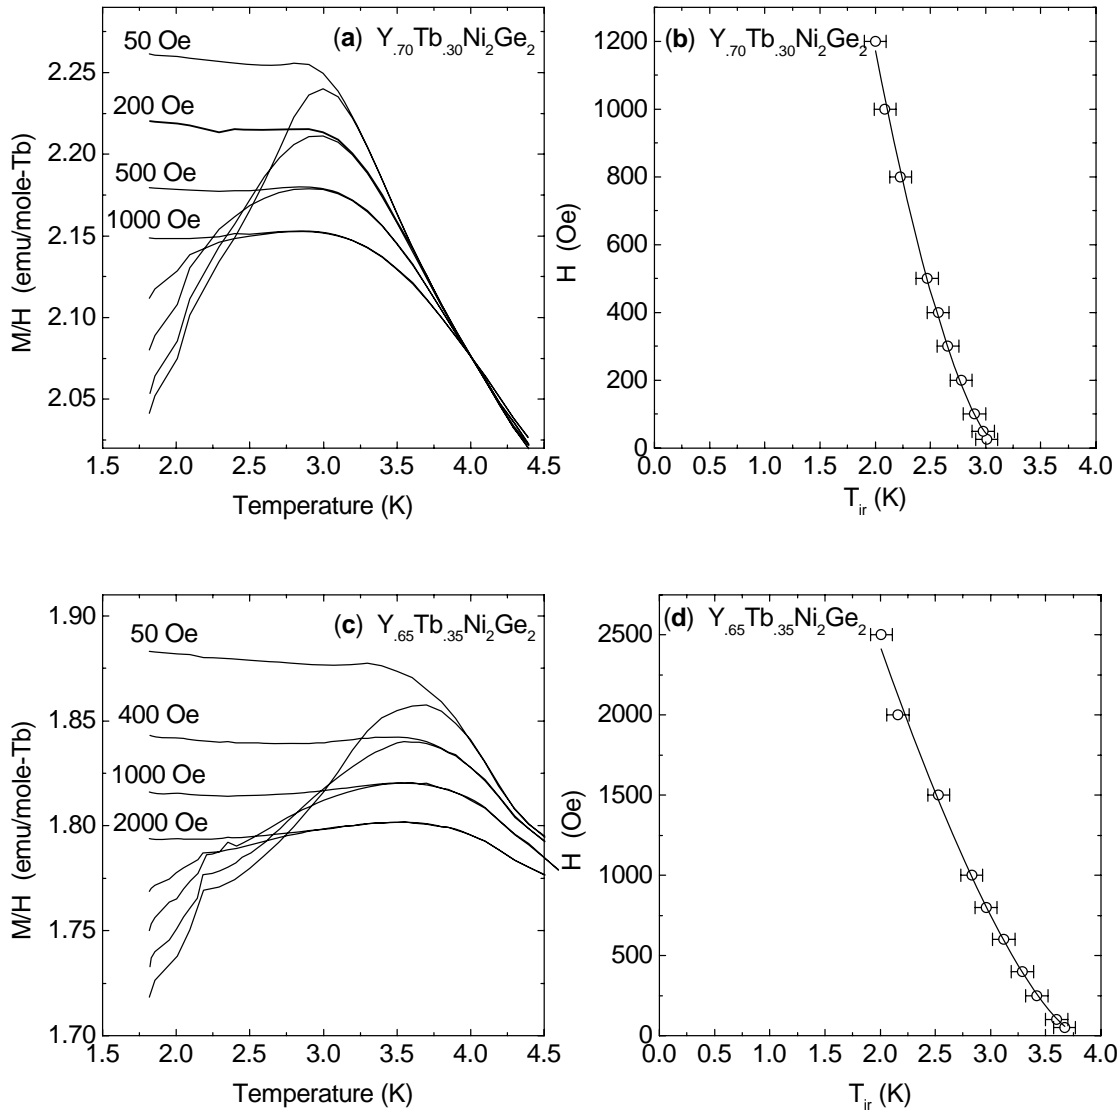 (a) Y.70Tb.30Ni2Ge2
50 Oe
200 Oe
500 Oe
1000 Oe
2.25
2.20
2.15
2.10
2.05
M/H (emu/mole-Tb)
1.5 2.0 2.5 3.0 3.5 4.0 4.5
Temperature (K)
(b) Y.70Tb.30Ni2Ge2
1200
1000
800
600
400
200
0
H (Oe)
0.0 0.5 1.0 1.5 2.0 2.5 3.0 3.5 4.0
Tir (K)
(c) Y.65Tb.35Ni2Ge2
50 Oe
400 Oe
1000 Oe
2000 Oe
1.90
1.85
1.80
1.75
1.70
M/H (emu/mole-Tb)
1.5 2.0 2.5 3.0 3.5 4.0 4.5
Temperature (K)
(d) Y.65Tb.35Ni2Ge2
2500
2000
1500
1000
500
0
H (Oe)
0.0 0.5 1.0 1.5 2.0 2.5 3.0 3.5 4.0
Tir (K)